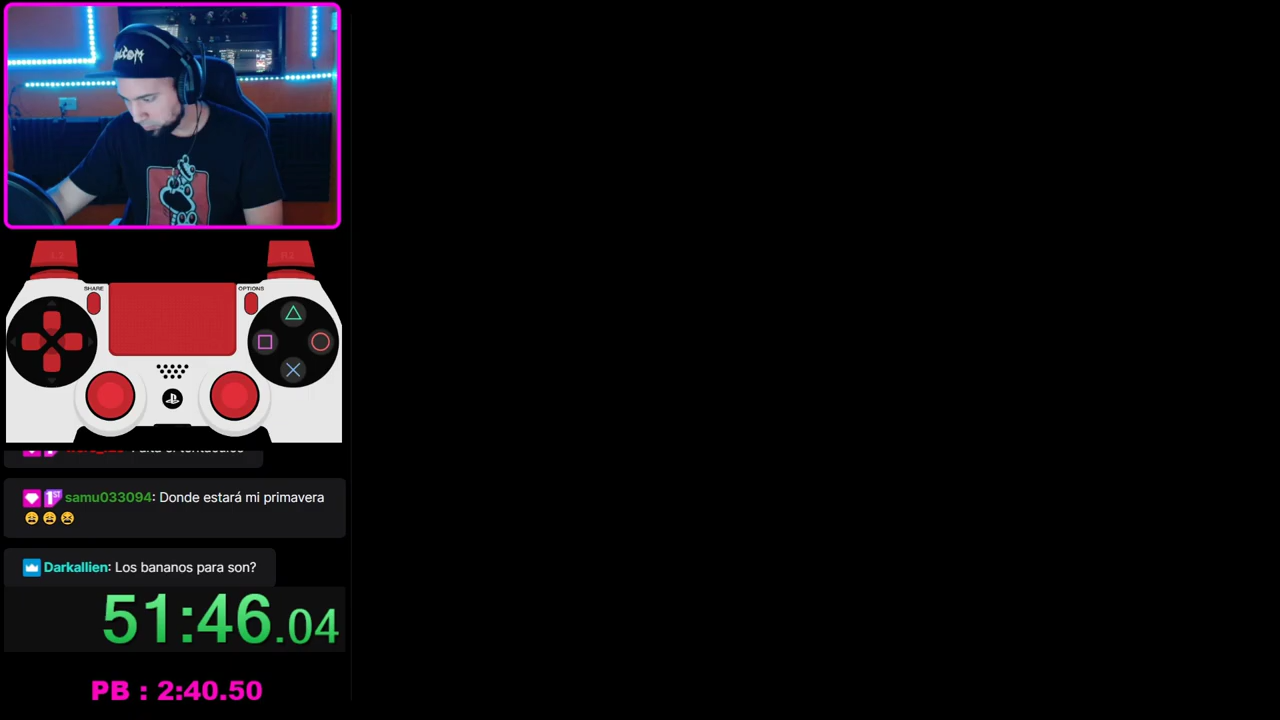 SHARE
OPTIONS
samu033094: Donde estará mi primavera
Darkallien: Los bananos para son?
51:46.04
PB : 2:40.50